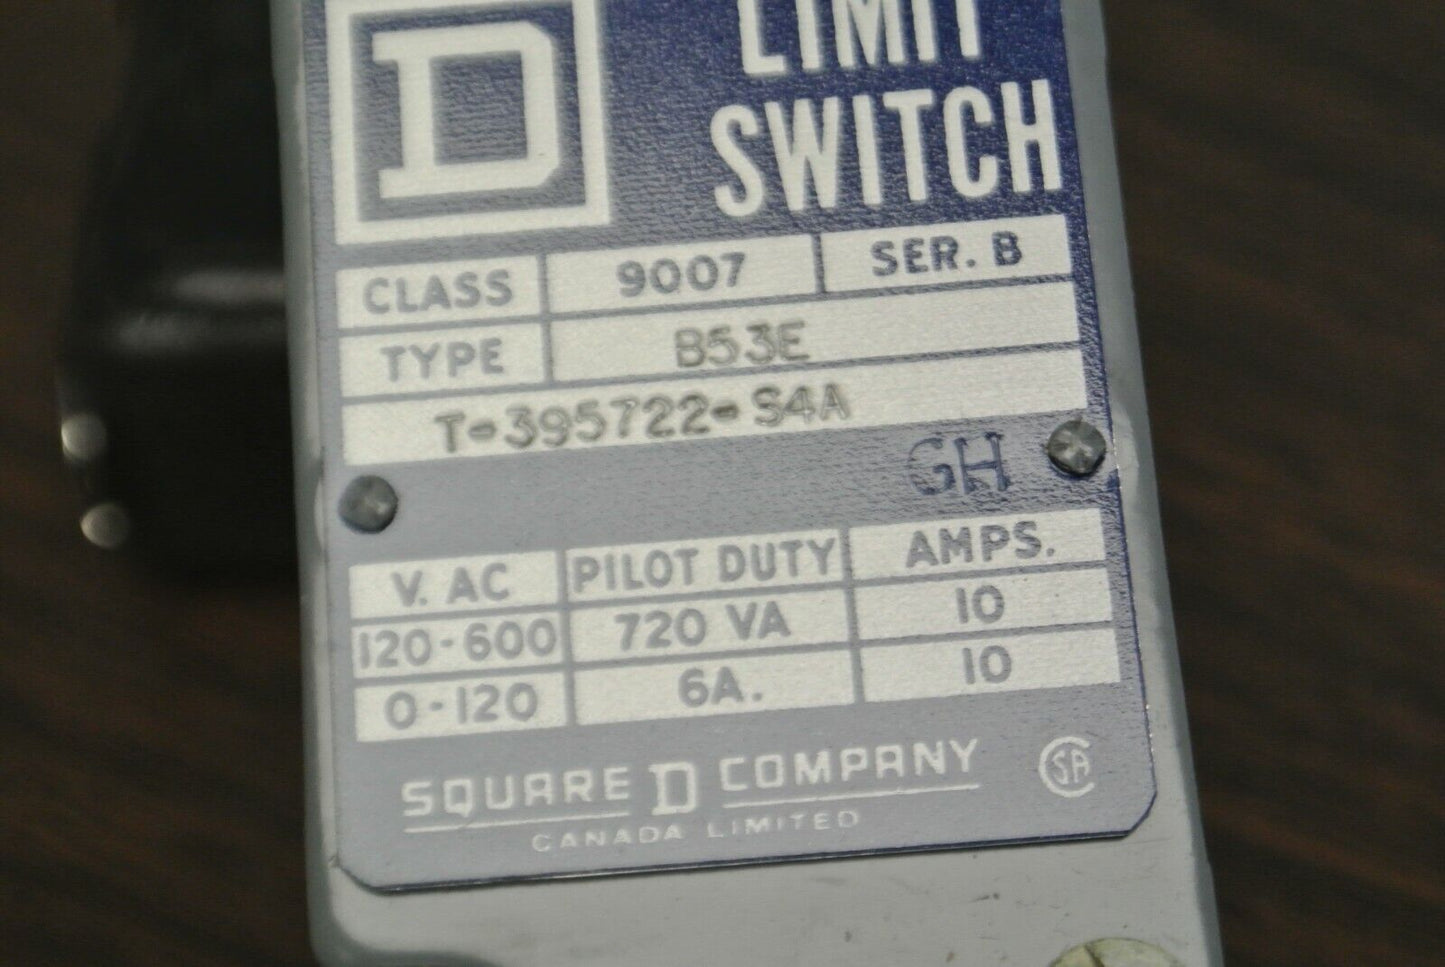 D
LIMIT
SWITCH
CLASS 9007 SER. B
TYPE B53E
T-395722-S4A
GH
V. AC PILOT DUTY AMPS.
120-600 720 VA 10
0-120 6A. 10
SQUARE D COMPANY
CANADA LIMITED
CSA